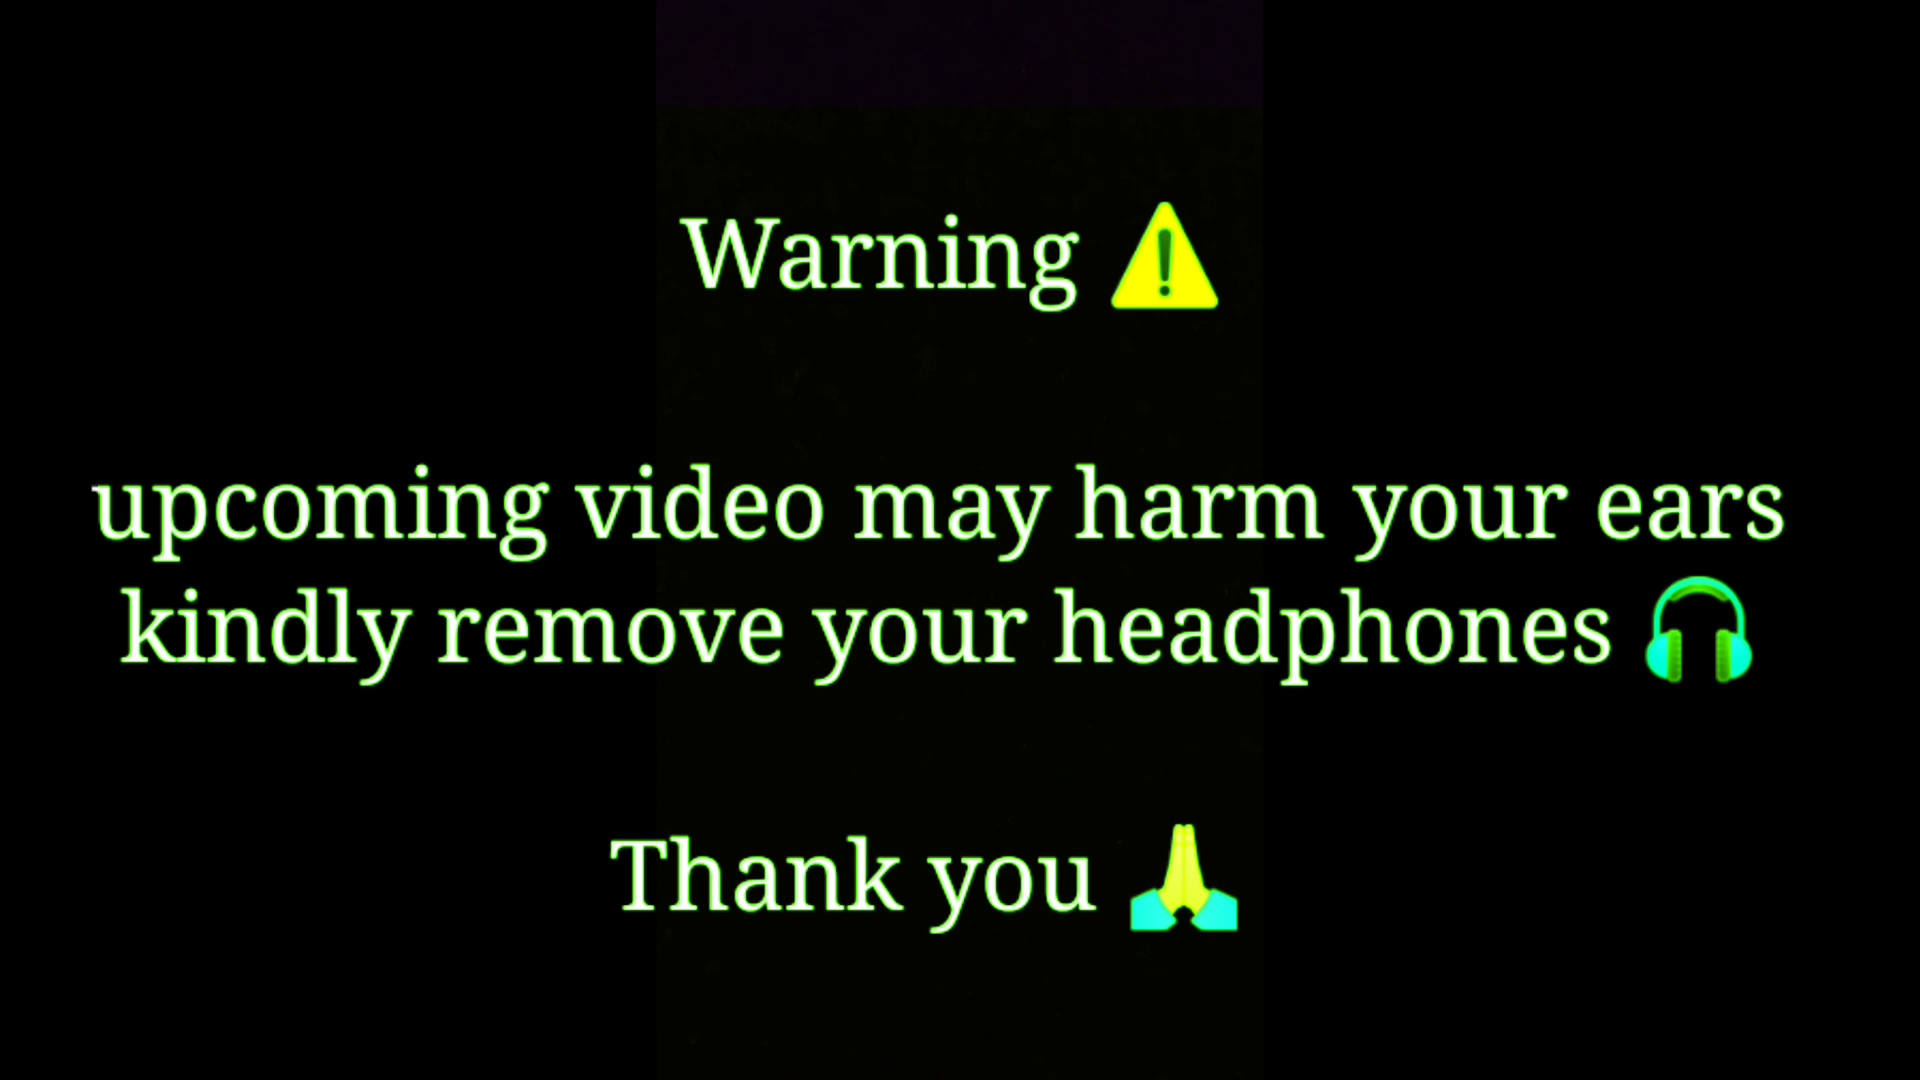 Warning ⚠️
upcoming video may harm your ears
kindly remove your headphones 🎧
Thank you 🙏